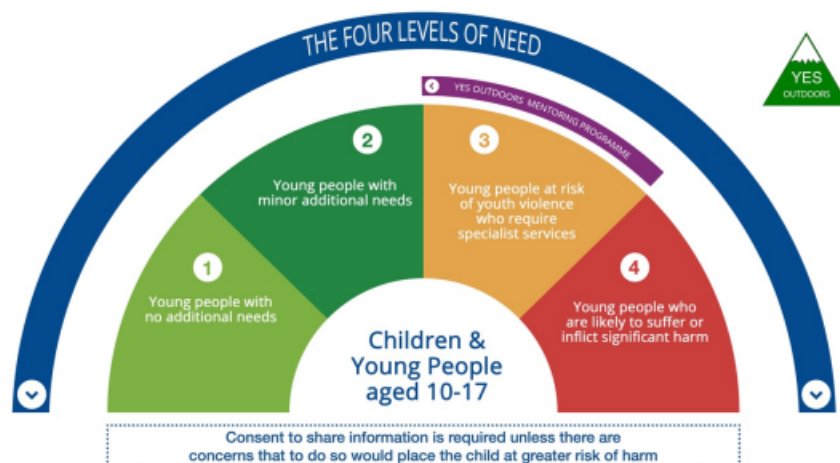 THE FOUR LEVELS OF NEED
YES
OUTDOORS
YES OUTDOORS MENTORING PROGRAMME
1
Young people with
no additional needs
2
Young people with
minor additional needs
3
Young people at risk
of youth violence
who require
specialist services
4
Young people who
are likely to suffer or
inflict significant harm
Children &
Young People
aged 10-17
Consent to share information is required unless there are
concerns that to do so would place the child at greater risk of harm